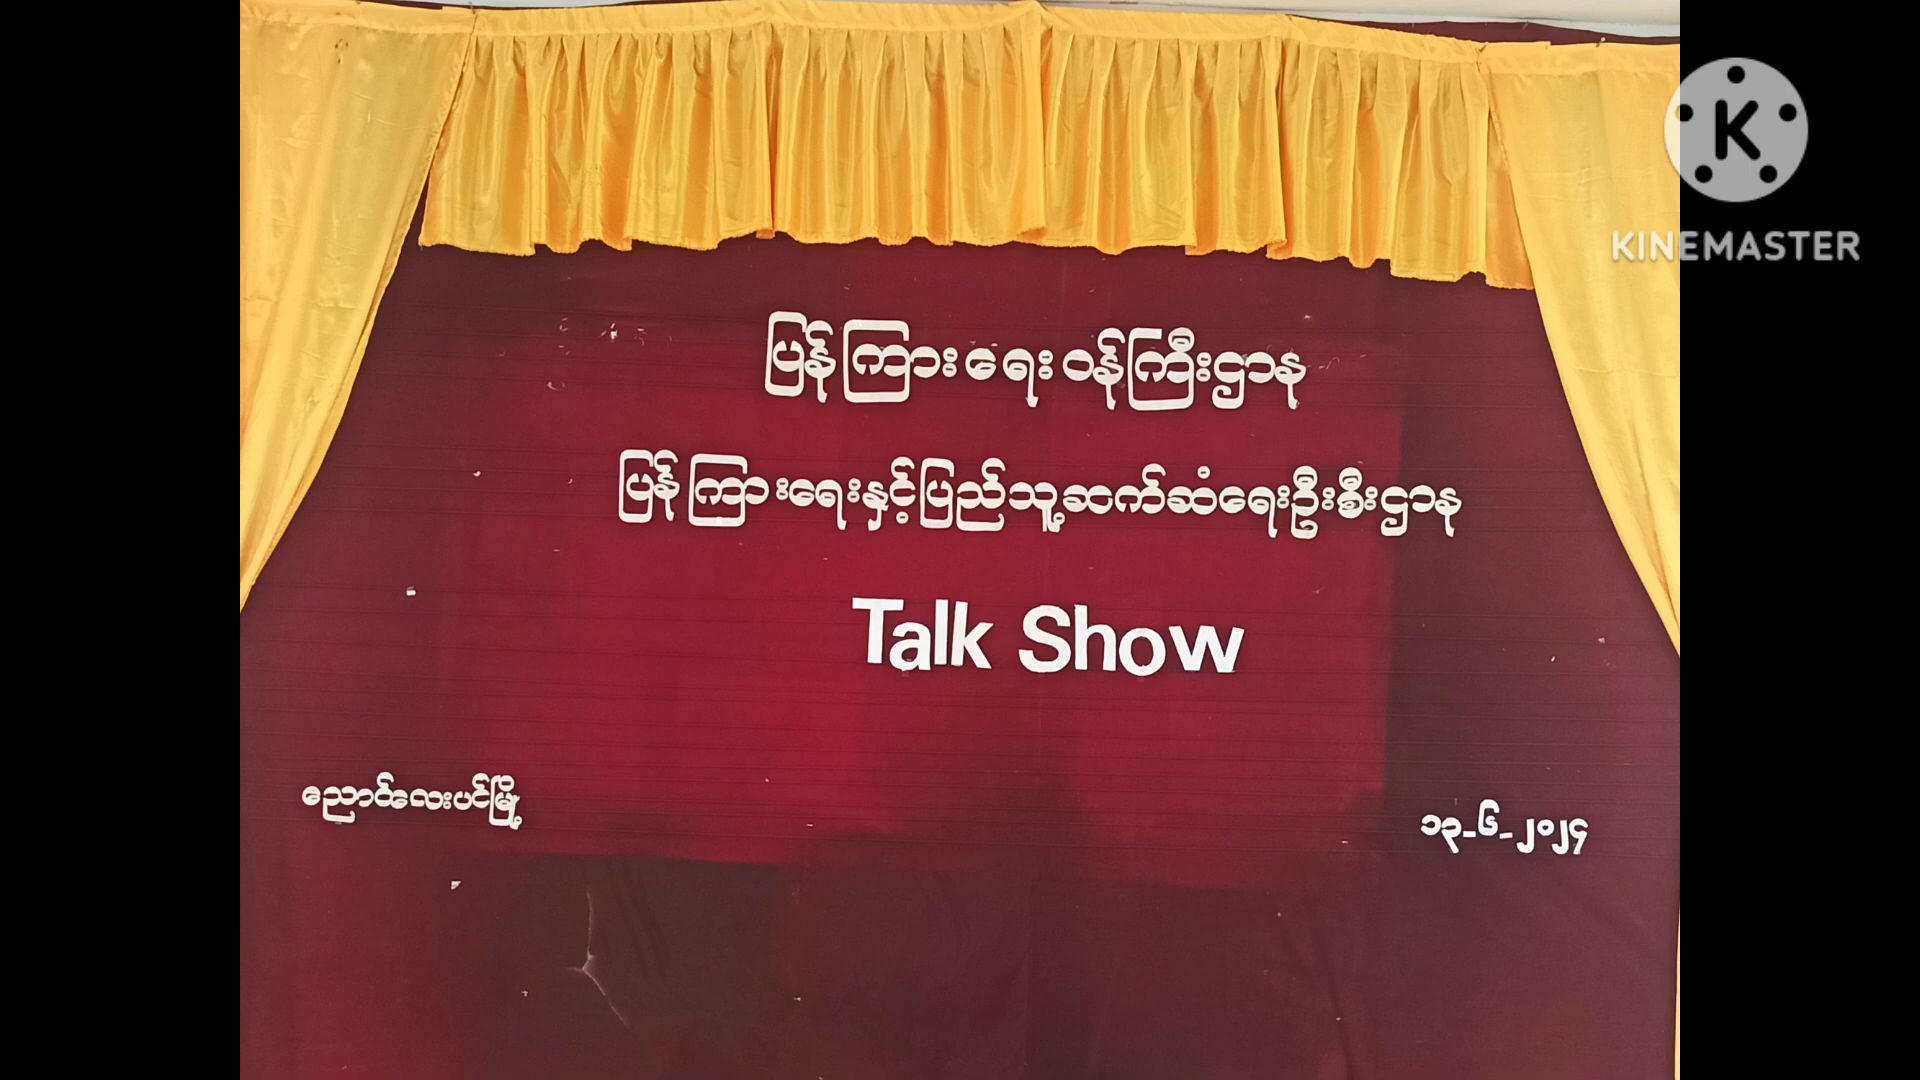 K
KINEMASTER
ပြန်ကြားရေးဝန်ကြီးဌာန
ပြန်ကြားရေးနှင့်ပြည်သူ့ဆက်ဆံရေးဦးစီးဌာန
Talk Show
ညောင်လေးပင်မြို့
၁၃-၆-၂၀၂၄